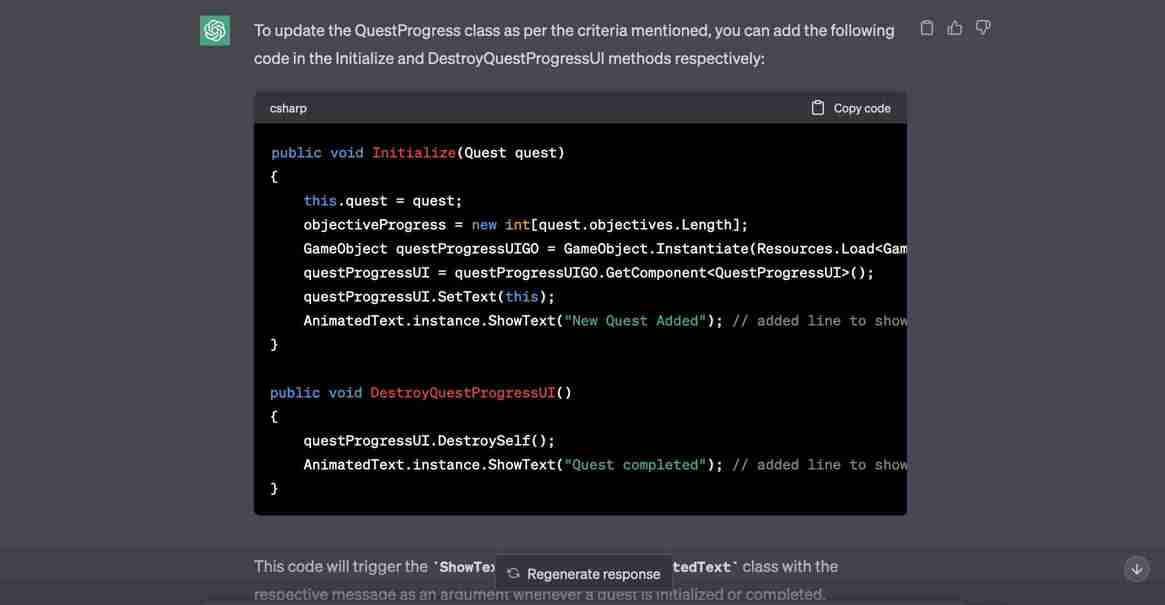 To update the QuestProgress class as per the criteria mentioned, you can add the following
code in the Initialize and DestroyQuestProgressUI methods respectively:
csharp
Copy code
public void Initialize(Quest quest)
{
    this.quest = quest;
    objectiveProgress = new int[quest.objectives.Length];
    GameObject questProgressUIGO = GameObject.Instantiate(Resources.Load<Gam
    questProgressUI = questProgressUIGO.GetComponent<QuestProgressUI>();
    questProgressUI.SetText(this);
    AnimatedText.instance.ShowText("New Quest Added"); // added line to show
}
public void DestroyQuestProgressUI()
{
    questProgressUI.DestroySelf();
    AnimatedText.instance.ShowText("Quest completed"); // added line to show
}
This code will trigger the `ShowTex tedText` class with the
Regenerate response
respective message as an argument whenever a quest is initialized or completed.